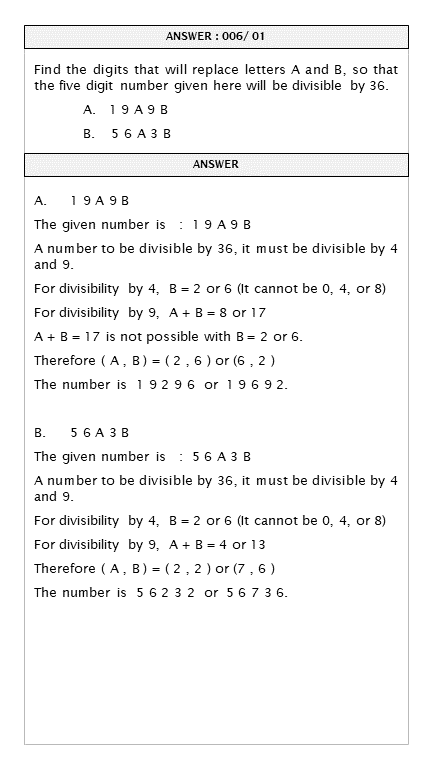 ANSWER : 006/ 01
Find the digits that will replace letters A and B, so that
the five digit number given here will be divisible by 36.
A. 1 9 A 9 B
B. 5 6 A 3 B
ANSWER
A. 1 9 A 9 B
The given number is : 1 9 A 9 B
A number to be divisible by 36, it must be divisible by 4
and 9.
For divisibility by 4, B = 2 or 6 (It cannot be 0, 4, or 8)
For divisibility by 9, A + B = 8 or 17
A + B = 17 is not possible with B = 2 or 6.
Therefore ( A , B ) = ( 2 , 6 ) or (6 , 2 )
The number is 1 9 2 9 6 or 1 9 6 9 2.
B. 5 6 A 3 B
The given number is : 5 6 A 3 B
A number to be divisible by 36, it must be divisible by 4
and 9.
For divisibility by 4, B = 2 or 6 (It cannot be 0, 4, or 8)
For divisibility by 9, A + B = 4 or 13
Therefore ( A , B ) = ( 2 , 2 ) or (7 , 6 )
The number is 5 6 2 3 2 or 5 6 7 3 6.